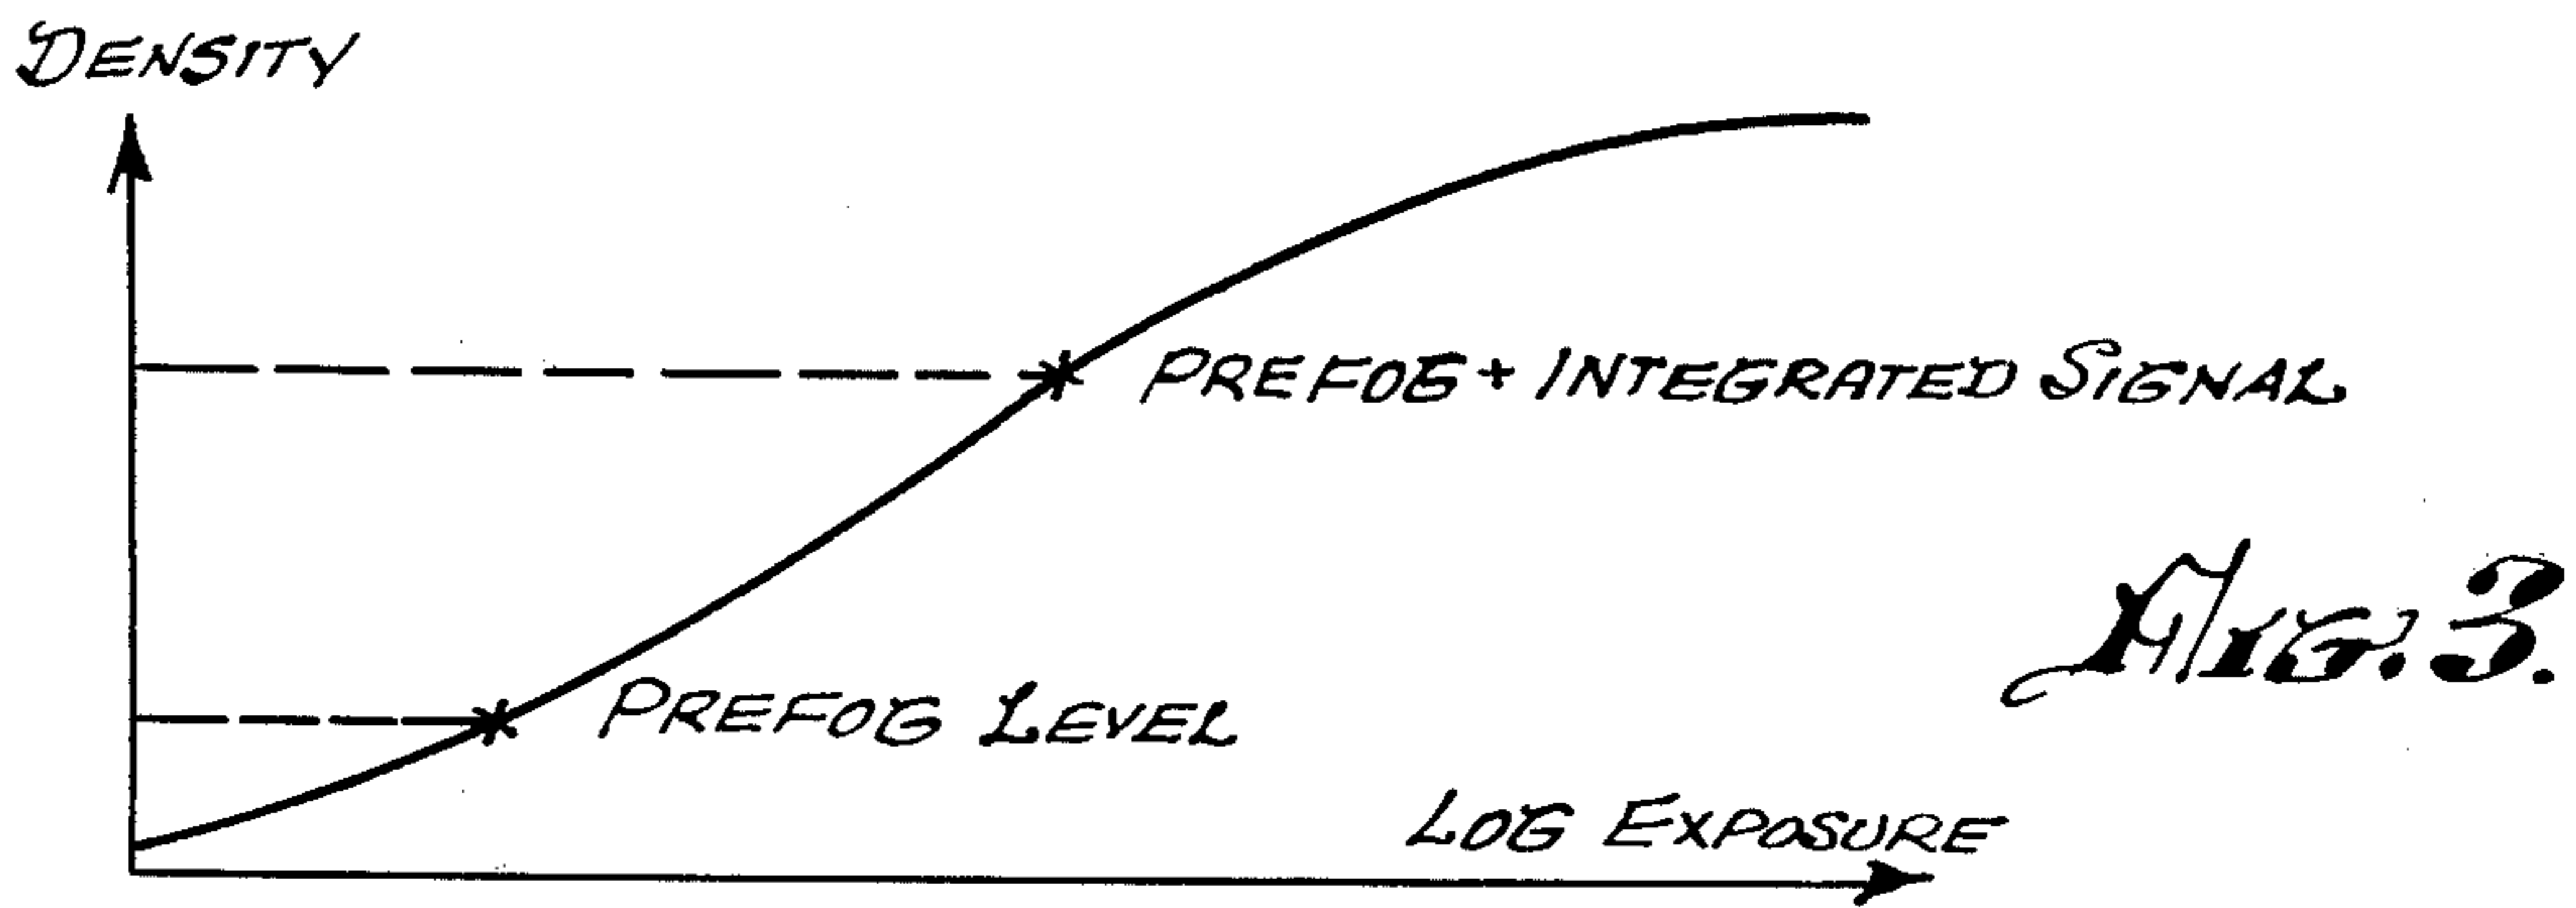 DENSITY
PREFOG + INTEGRATED SIGNAL
FIG. 3.
PREFOG LEVEL
LOG EXPOSURE